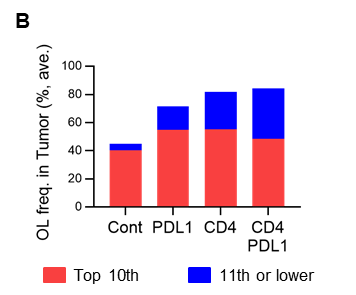 B
OL freq. in Tumor (%, ave.)
100
80
60
40
20
0
Cont
PDL1
CD4
CD4
PDL1
Top 10th
11th or lower